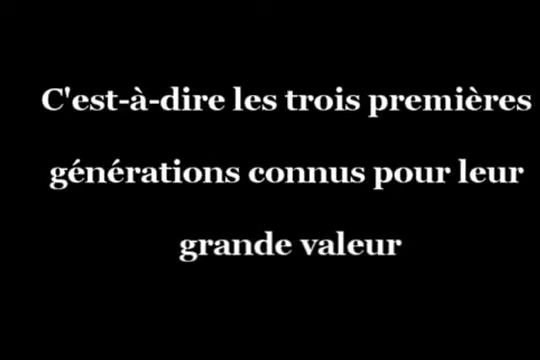 C'est-à-dire les trois premières
générations connus pour leur
grande valeur